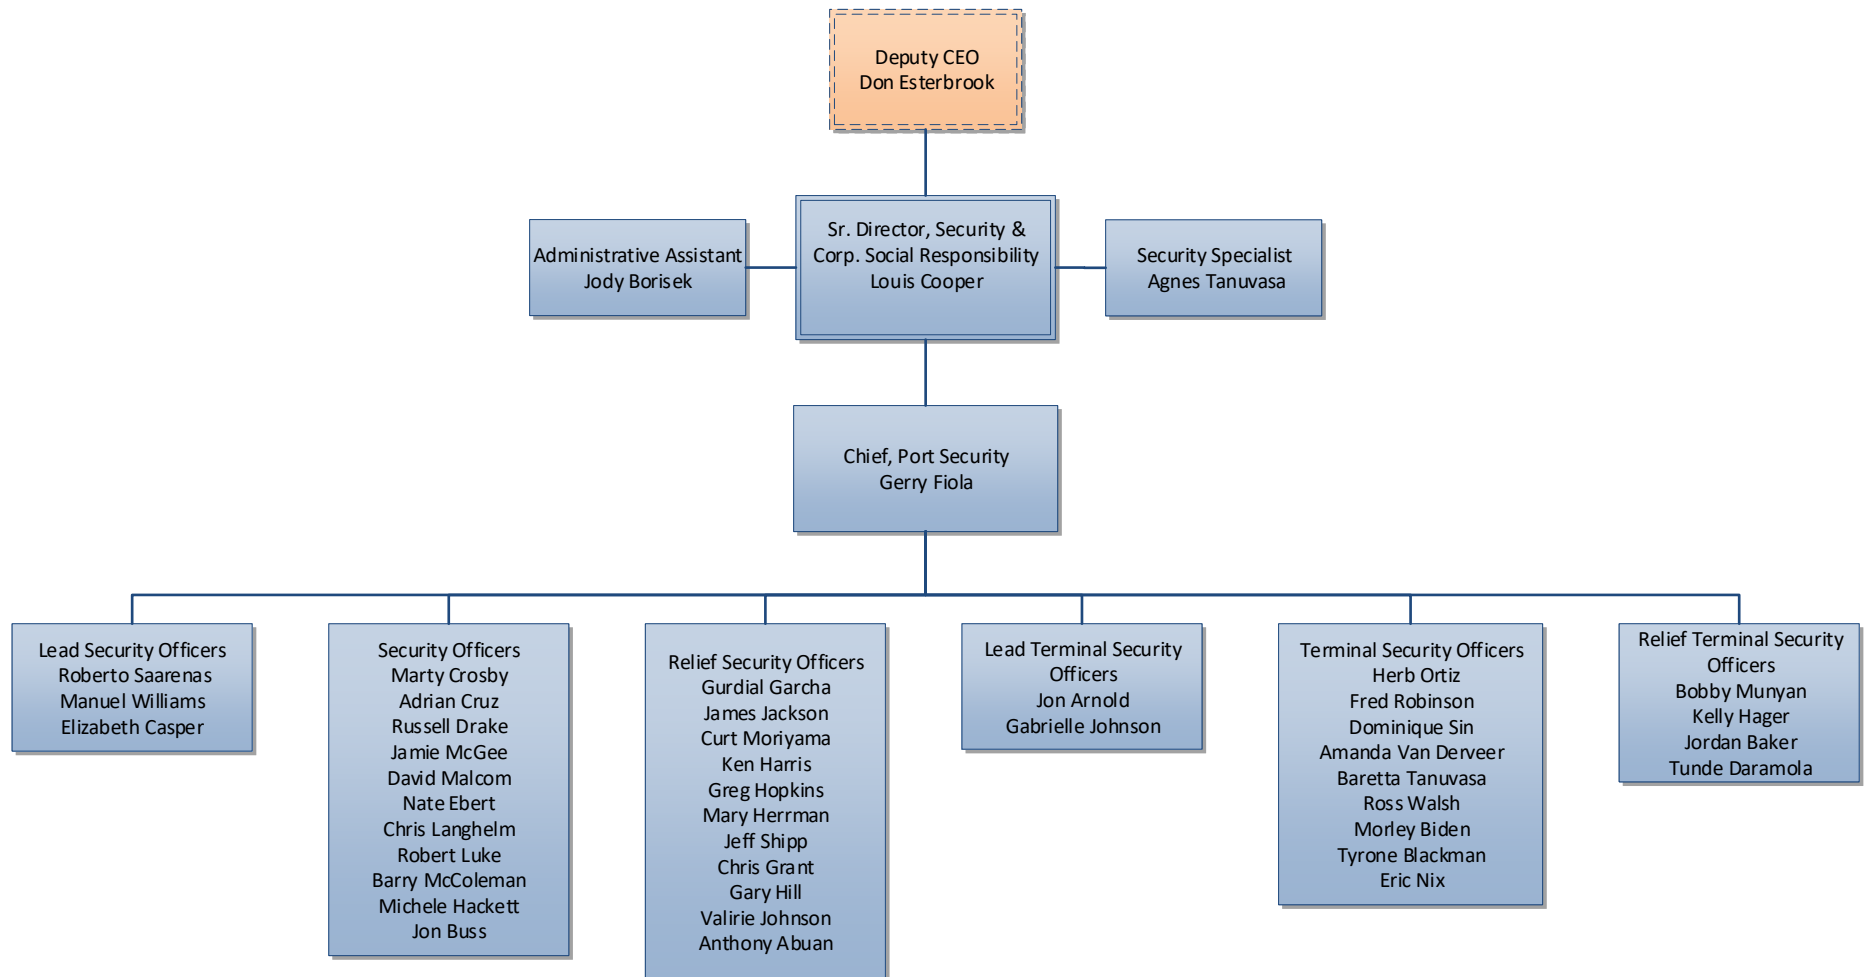 Deputy CEO
Don Esterbrook
Administrative Assistant
Jody Borisek
Sr. Director, Security &
Corp. Social Responsibility
Louis Cooper
Security Specialist
Agnes Tanuvasa
Chief, Port Security
Gerry Fiola
Lead Security Officers
Roberto Saarenas
Manuel Williams
Elizabeth Casper
Security Officers
Marty Crosby
Adrian Cruz
Russell Drake
Jamie McGee
David Malcom
Nate Ebert
Chris Langhelm
Robert Luke
Barry McColeman
Michele Hackett
Jon Buss
Relief Security Officers
Gurdial Garcha
James Jackson
Curt Moriyama
Ken Harris
Greg Hopkins
Mary Herrman
Jeff Shipp
Chris Grant
Gary Hill
Valirie Johnson
Anthony Abuan
Lead Terminal Security
Officers
Jon Arnold
Gabrielle Johnson
Terminal Security Officers
Herb Ortiz
Fred Robinson
Dominique Sin
Amanda Van Derveer
Baretta Tanuvasa
Ross Walsh
Morley Biden
Tyrone Blackman
Eric Nix
Relief Terminal Security
Officers
Bobby Munyan
Kelly Hager
Jordan Baker
Tunde Daramola